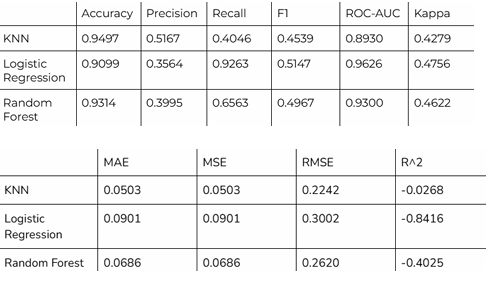 Accuracy Precision Recall F1 ROC-AUC Kappa
KNN 0.9497 0.5167 0.4046 0.4539 0.8930 0.4279
Logistic 0.9099 0.3564 0.9263 0.5147 0.9626 0.4756
Regression
Random 0.9314 0.3995 0.6563 0.4967 0.9300 0.4622
Forest
MAE MSE RMSE R^2
KNN 0.0503 0.0503 0.2242 -0.0268
Logistic 0.0901 0.0901 0.3002 -0.8416
Regression
Random Forest 0.0686 0.0686 0.2620 -0.4025